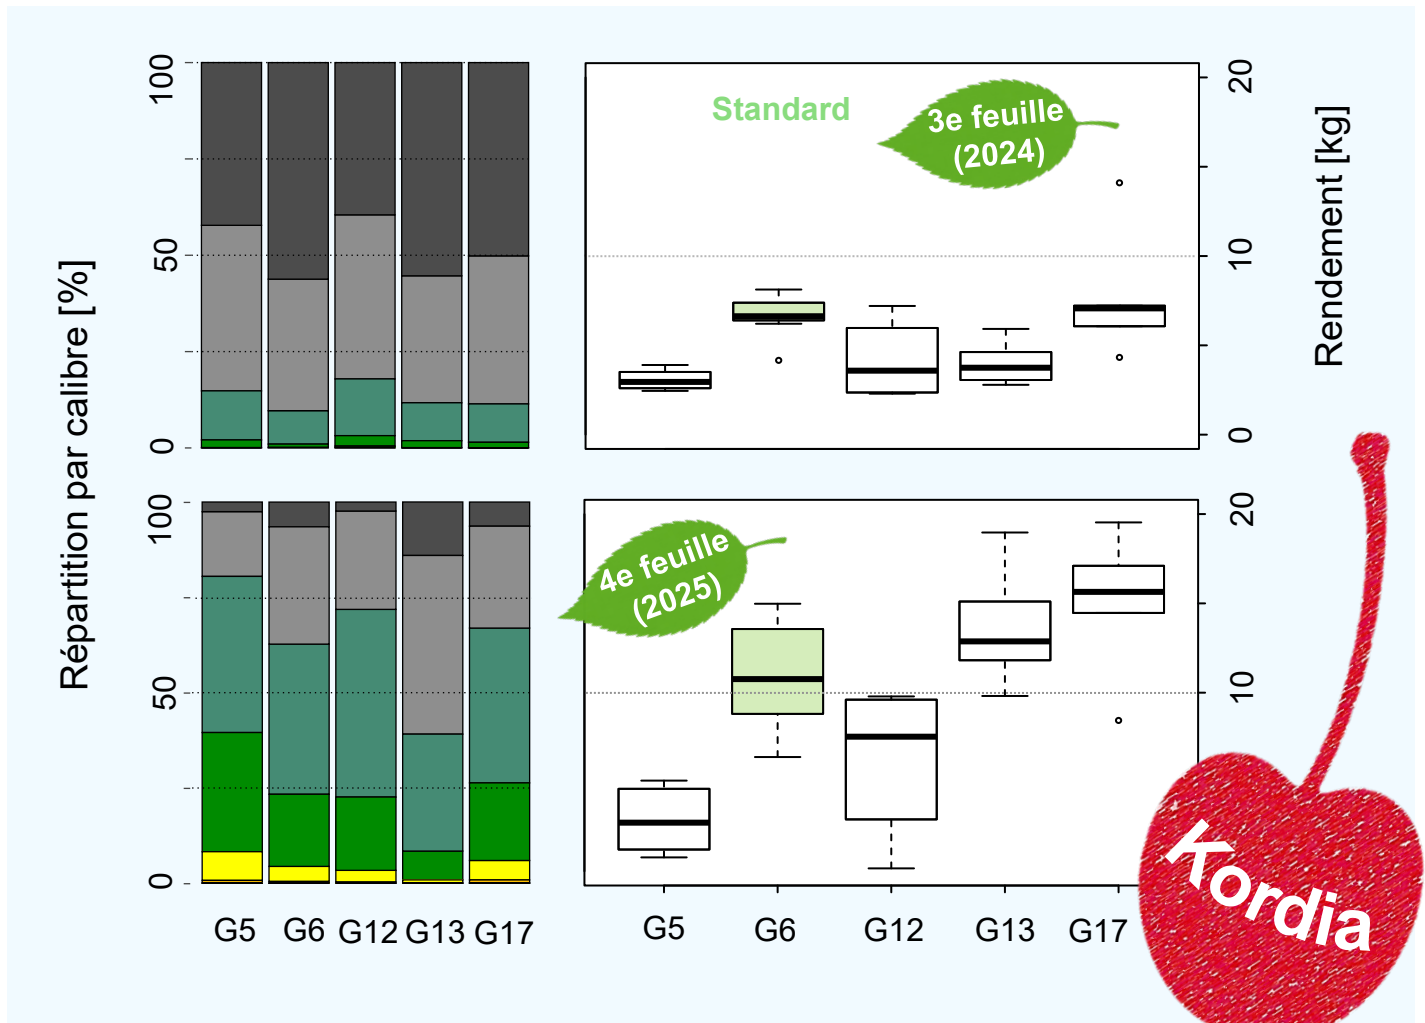 Répartition par calibre [%]
100
50
0
100
50
0
G5 G6 G12 G13 G17
Standard
3e feuille
(2024)
20
10
0
Rendement [kg]
4e feuille
(2025)
20
10
G5 G6 G12 G13 G17
Kordia